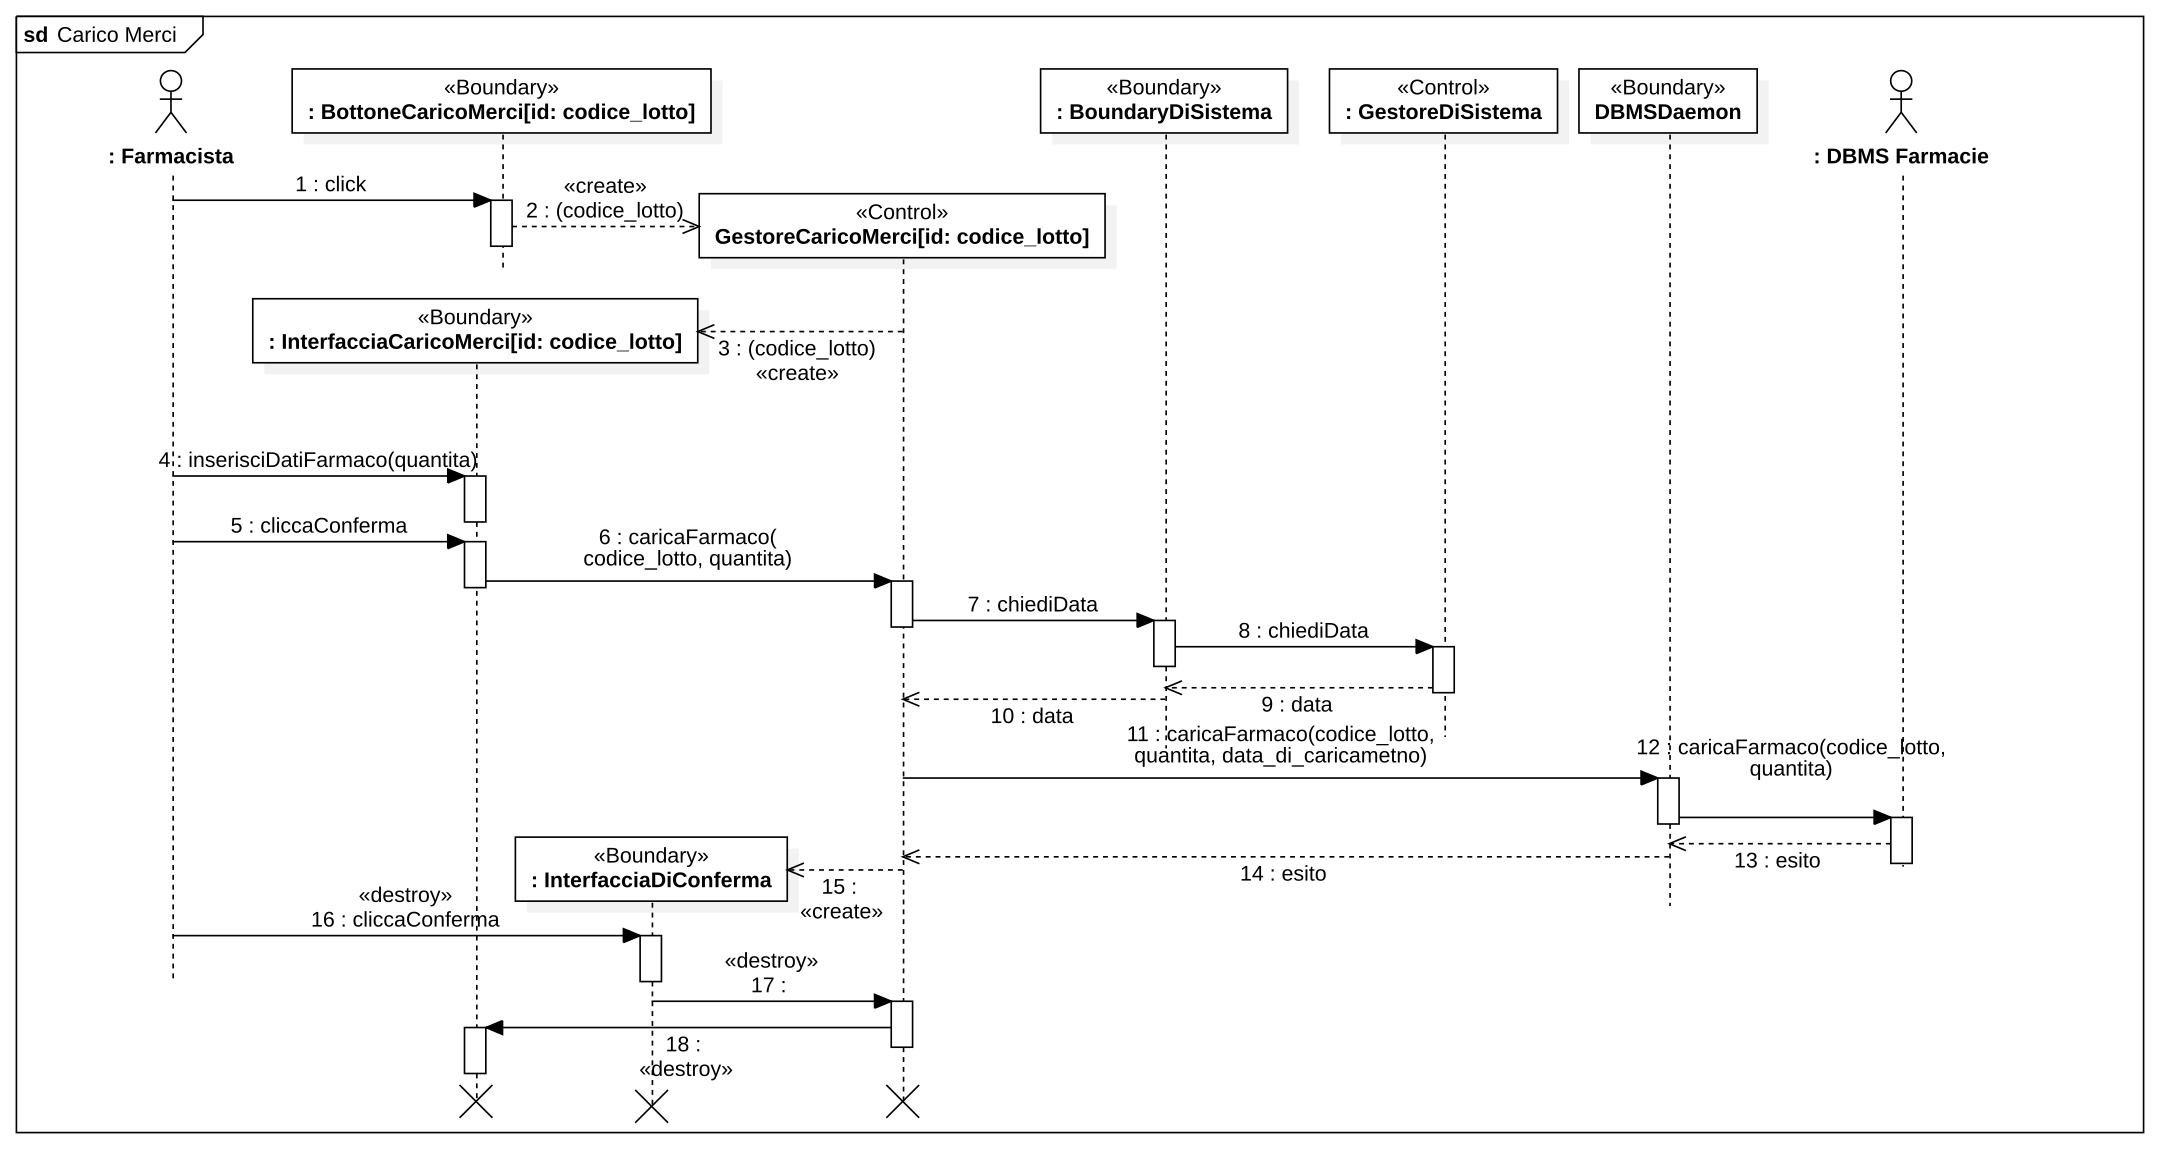 sd Carico Merci
«Boundary»
: BottoneCaricoMerci[id: codice_lotto]
«Boundary»
: BoundaryDiSistema
«Control»
: GestoreDiSistema
«Boundary»
DBMSDaemon
: Farmacista
: DBMS Farmacie
1 : click
«create»
2 : (codice_lotto)
«Control»
GestoreCaricoMerci[id: codice_lotto]
«Boundary»
: InterfacciaCaricoMerci[id: codice_lotto]
3 : (codice_lotto)
«create»
4 : inserisciDatiFarmaco(quantita)
5 : cliccaConferma
6 : caricaFarmaco(
codice_lotto, quantita)
7 : chiediData
8 : chiediData
9 : data
10 : data
11 : caricaFarmaco(codice_lotto,
quantita, data_di_caricametno)
12 : caricaFarmaco(codice_lotto,
quantita)
13 : esito
14 : esito
«Boundary»
: InterfacciaDiConferma
15 :
«create»
«destroy»
16 : cliccaConferma
«destroy»
17 :
18 :
«destroy»